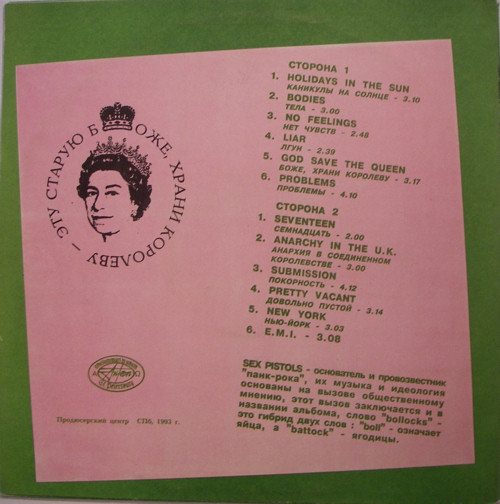 БОЖЕ, ХРАНИ КОРОЛЕВУ — ЭТУ СТАРУЮ
СТОРОНА 1
1. HOLIDAYS IN THE SUN
КАНИКУЛЫ НА СОЛНЦЕ - 3.10
2. BODIES
ТЕЛА - 3.00
3. NO FEELINGS
НЕТ ЧУВСТВ - 2.48
4. LIAR
ЛГУН - 2.39
5. GOD SAVE THE QUEEN
БОЖЕ, ХРАНИ КОРОЛЕВУ - 3.17
6. PROBLEMS
ПРОБЛЕМЫ - 4.10
СТОРОНА 2
1. SEVENTEEN
СЕМНАДЦАТЬ - 2.00
2. ANARCHY IN THE U.K.
АНАРХИЯ В СОЕДИНЕННОМ
КОРОЛЕВСТВЕ - 3.00
3. SUBMISSION
ПОКОРНОСТЬ - 4.12
4. PRETTY VACANT
ДОВОЛЬНО ПУСТОЙ - 3.14
5. NEW YORK
НЬЮ-ЙОРК - 3.03
6. E.M.I. - 3.08
SEX PISTOLS - основатель и провозвестник
"панк-рока", их музыка и идеология
основаны на вызове общественному
мнению, этот вызов заключается и в
названии альбома, слово "bollocks" -
это гибрид двух слов : "boll" - означает
яйца, а "battock" - ягодицы.
Продюсерский центр СПб, 1993 г.